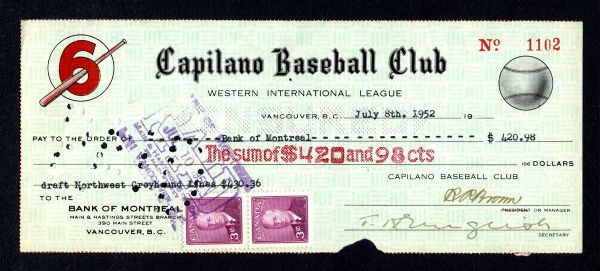 6
Capilano Baseball Club
Nº 1102
WESTERN INTERNATIONAL LEAGUE
VANCOUVER, B.C. July 8th. 1952 19
PAY TO THE ORDER OF Bank of Montreal $ 420.98
The sum of $420 and 98 cts
100 DOLLARS
CAPILANO BASEBALL CLUB
draft Northwest Greyhound Lines $430.36
TO THE
BANK OF MONTREAL
MAIN & HASTINGS STREETS BRANCH
390 MAIN STREET
VANCOUVER, B.C.
CANADA 3¢
CANADA 3¢
PRESIDENT OR MANAGER
SECRETARY